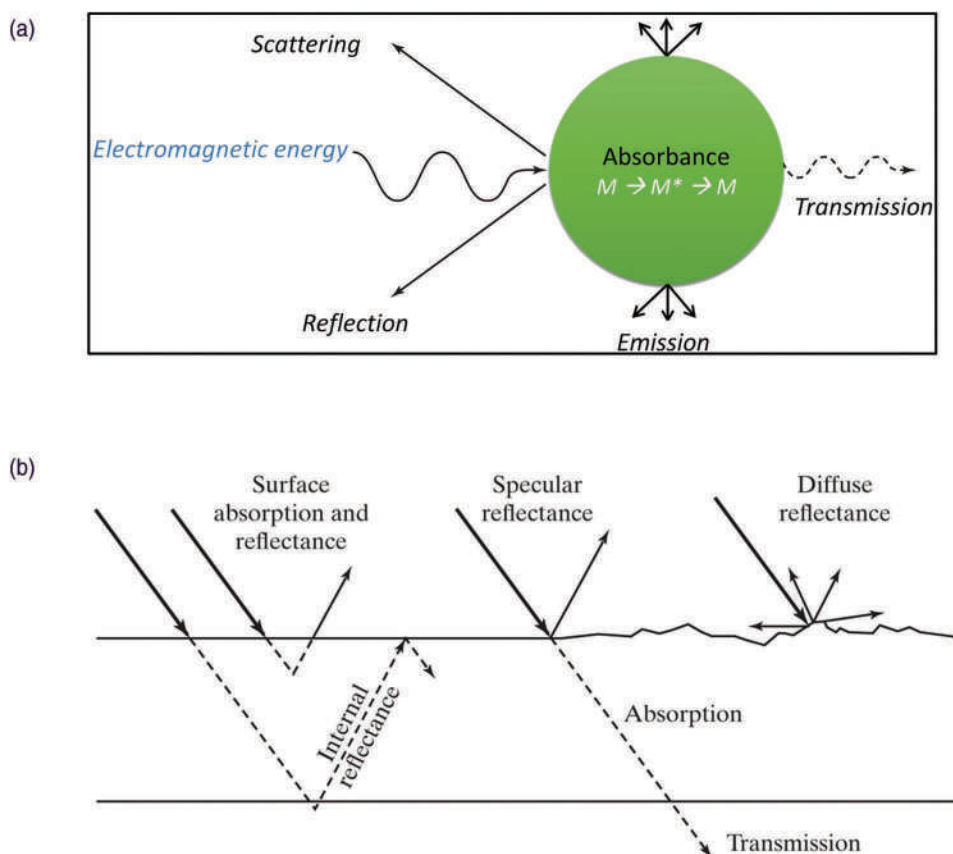 (a)
Scattering
Electromagnetic energy
Absorbance
M → M* → M
Transmission
Reflection
Emission
(b)
Surface
absorption and
reflectance
Specular
reflectance
Diffuse
reflectance
Internal
reflectance
Absorption
Transmission